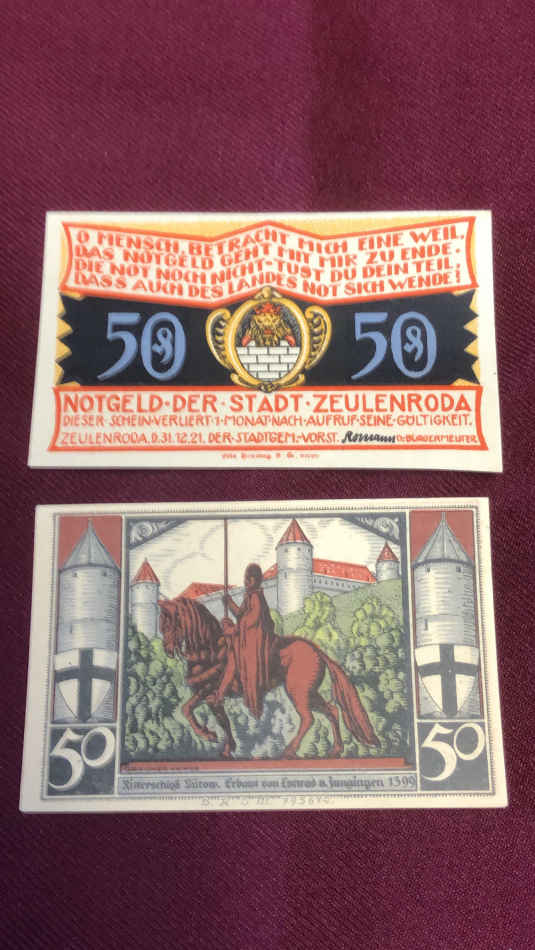 O MENSCH, BETRACHT MICH EINE WEIL,
DAS NOTGELD GEHT MIT MIR ZU ENDE.
DIE NOT NOCH NICHT-TUST DU DEIN TEIL,
DASS AUCH DES LANDES NOT SICH WENDE!
50 ₰ 50 ₰
NOTGELD·DER·STADT·ZEULENRODA
DIESER·SCHEIN·VERLIERT·1·MONAT·NACH·AUFRUF·SEINE·GÜLTIGKEIT.
ZEULENRODA, D. 31.12.21. DER·STADTGEM.-VORST. Romann BÜRGERMEISTER
50 50
Ritterschloß Bütow. Erbaut von Conrad v. Jungingen 1399